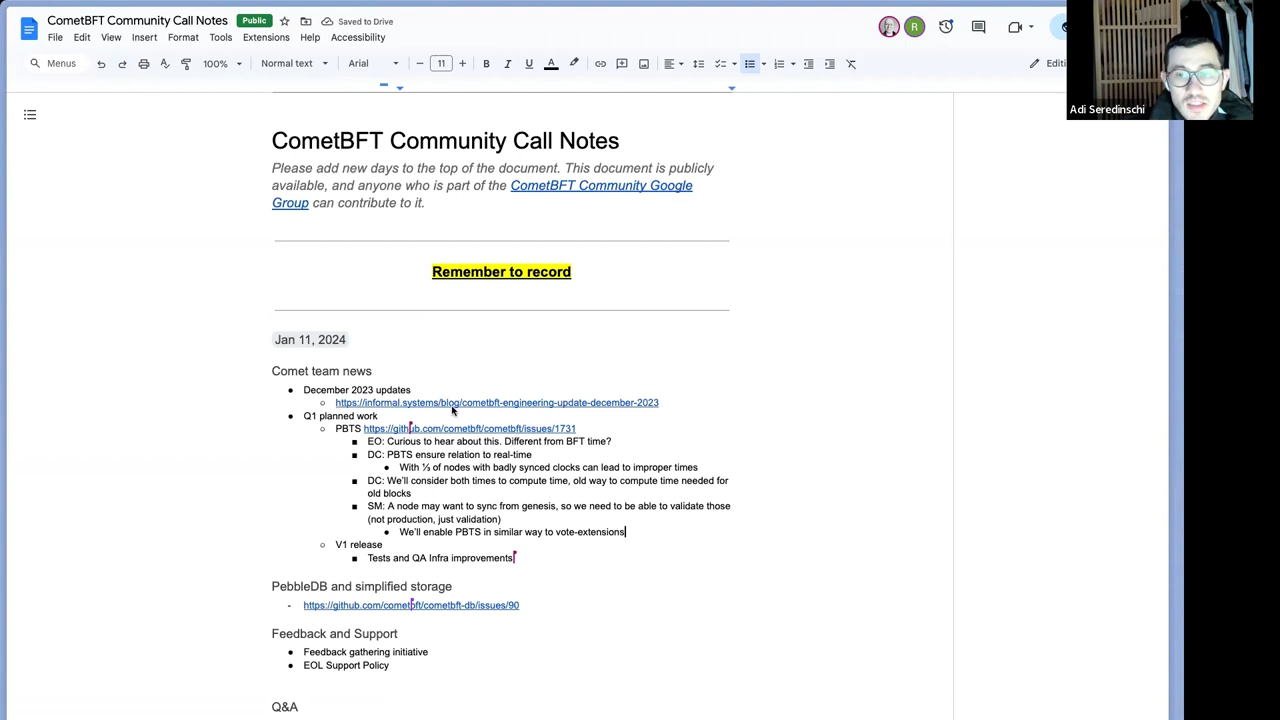 CometBFT Community Call Notes
Public
Saved to Drive
File Edit View Insert Format Tools Extensions Help Accessibility
R
Menus
100%
Normal text
Arial
11
B I U A
CometBFT Community Call Notes
Please add new days to the top of the document. This document is publicly
available, and anyone who is part of the CometBFT Community Google
Group can contribute to it.
Remember to record
Jan 11, 2024
Comet team news
● December 2023 updates
○ https://informal.systems/blog/cometbft-engineering-update-december-2023
● Q1 planned work
○ PBTS https://github.com/cometbft/cometbft/issues/1731
■ EO: Curious to hear about this. Different from BFT time?
■ DC: PBTS ensure relation to real-time
● With ⅓ of nodes with badly synced clocks can lead to improper times
■ DC: We'll consider both times to compute time, old way to compute time needed for
old blocks
■ SM: A node may want to sync from genesis, so we need to be able to validate those
(not production, just validation)
● We'll enable PBTS in similar way to vote-extensions
○ V1 release
■ Tests and QA Infra improvements
PebbleDB and simplified storage
- https://github.com/cometbft/cometbft-db/issues/90
Feedback and Support
● Feedback gathering initiative
● EOL Support Policy
Q&A
Adi Seredinschi